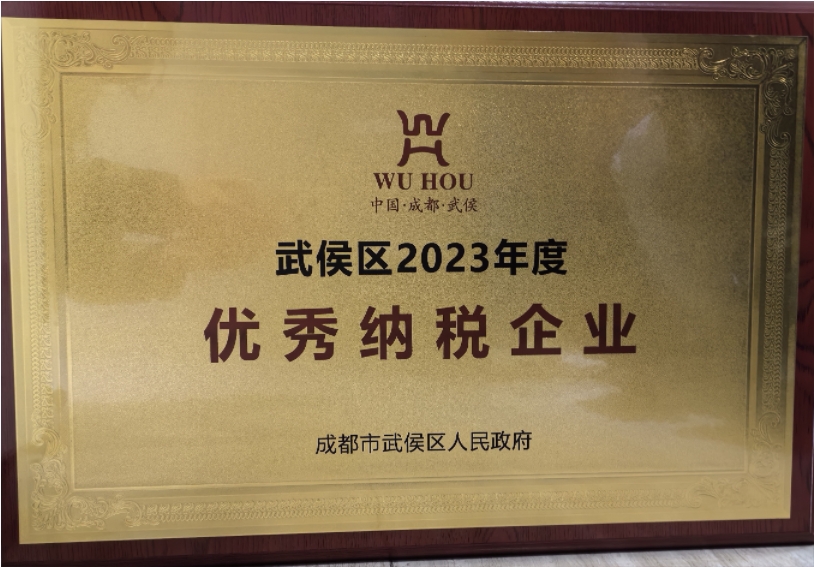 WU HOU
中国·成都·武侯
武侯区2023年度
优秀纳税企业
成都市武侯区人民政府